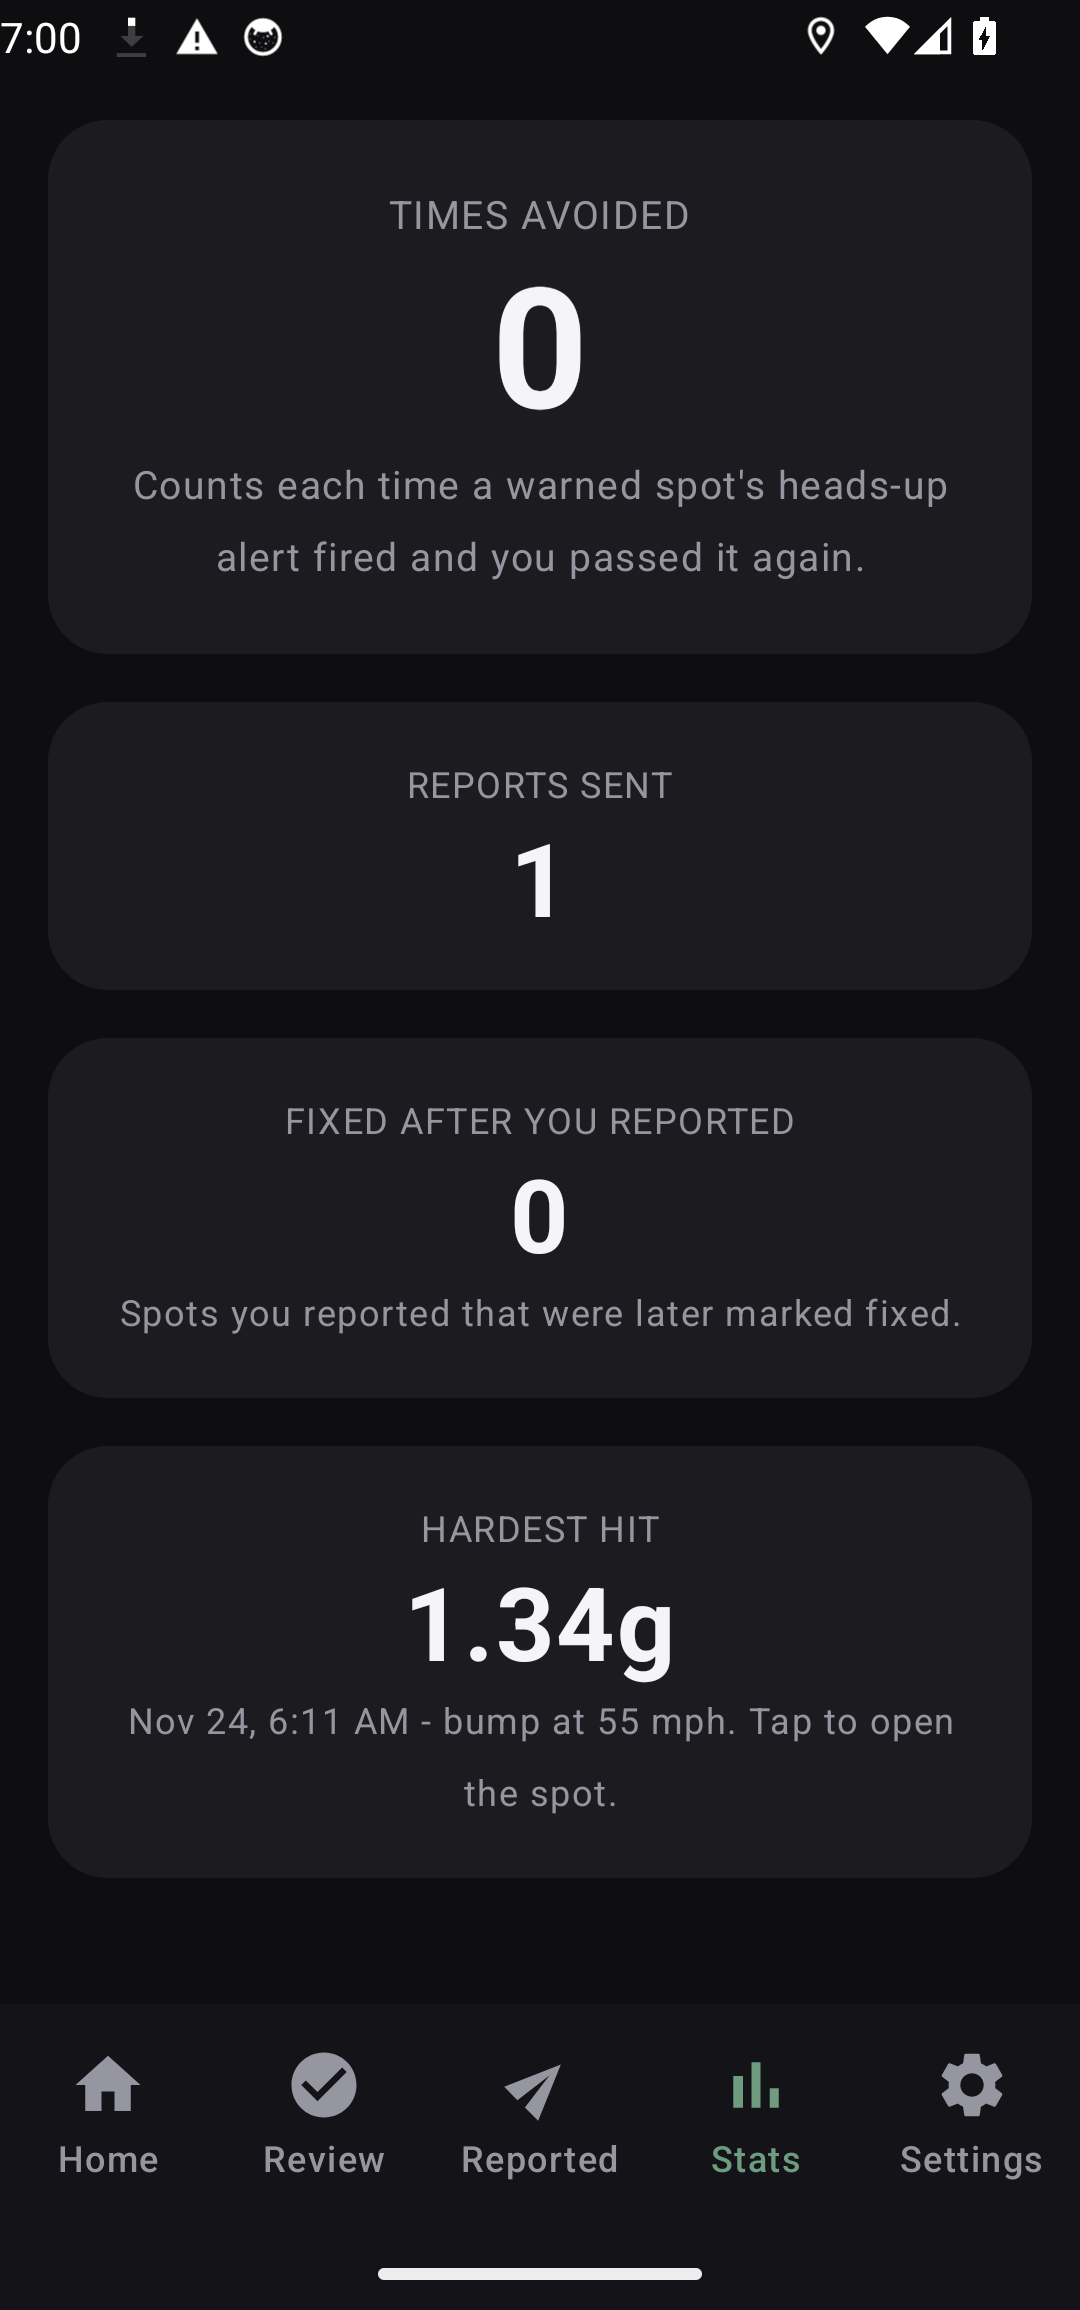 7:00
TIMES AVOIDED
0
Counts each time a warned spot's heads-up
alert fired and you passed it again.
REPORTS SENT
1
FIXED AFTER YOU REPORTED
0
Spots you reported that were later marked fixed.
HARDEST HIT
1.34g
Nov 24, 6:11 AM - bump at 55 mph. Tap to open
the spot.
Home Review Reported Stats Settings